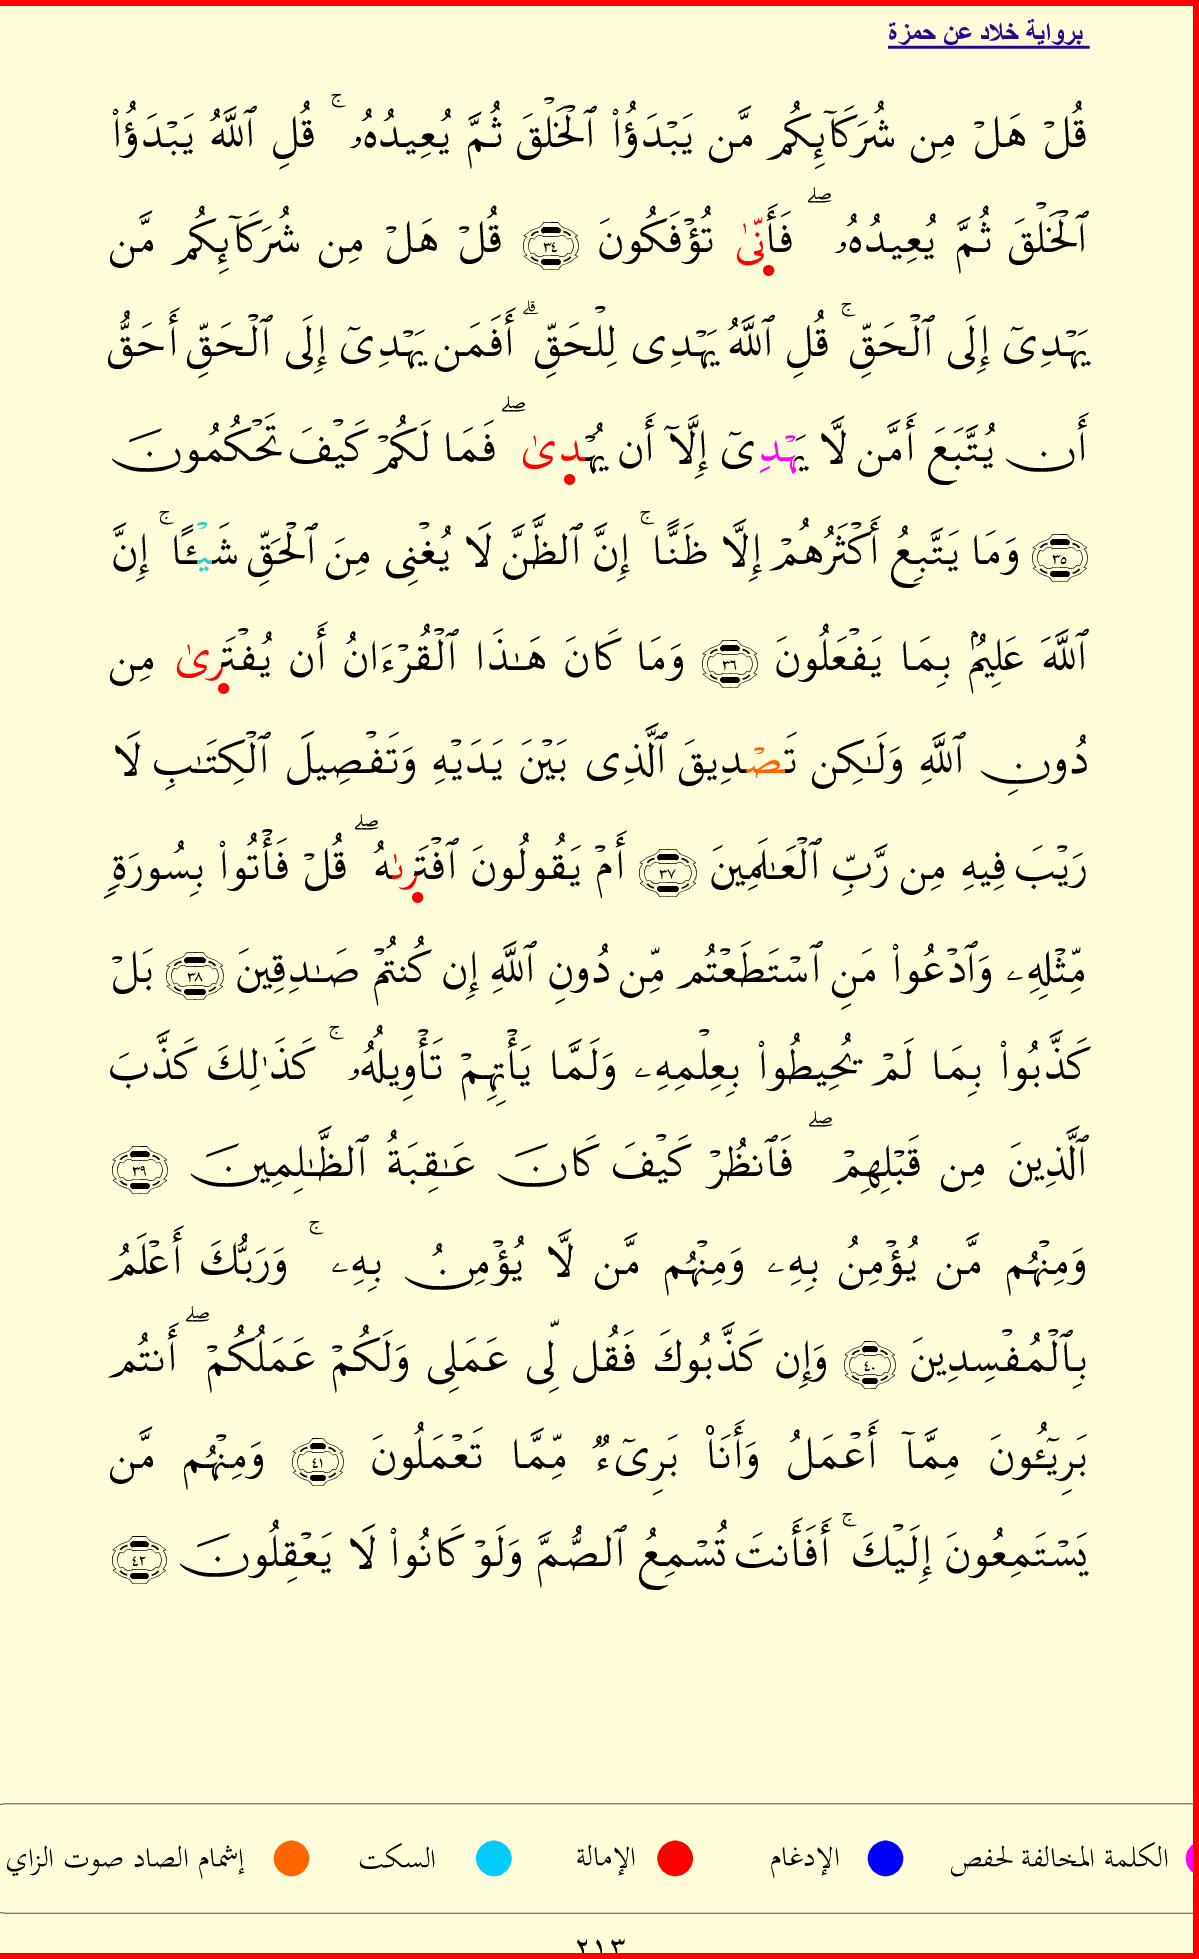 برواية خلاد عن حمزة
قُلۡ هَلۡ مِن شُرَكَآئِكُم مَّن يَبۡدَؤُاْ ٱلۡخَلۡقَ ثُمَّ يُعِيدُهُۥۚ قُلِ ٱللَّهُ يَبۡدَؤُاْ
ٱلۡخَلۡقَ ثُمَّ يُعِيدُهُۥۖ فَأَنّىٰ تُؤۡفَكُونَ ٣٤ قُلۡ هَلۡ مِن شُرَكَآئِكُم مَّن
يَهۡدِيٓ إِلَى ٱلۡحَقِّۚ قُلِ ٱللَّهُ يَهۡدِي لِلۡحَقِّۗ أَفَمَن يَهۡدِيٓ إِلَى ٱلۡحَقِّ أَحَقُّ
أَن يُتَّبَعَ أَمَّن لَّا يَهۡدِيٓ إِلَّآ أَن يُهۡدىٰۖ فَمَا لَكُمۡ كَيۡفَ تَحۡكُمُونَ
٣٥ وَمَا يَتَّبِعُ أَكۡثَرُهُمۡ إِلَّا ظَنًّاۚ إِنَّ ٱلظَّنَّ لَا يُغۡنِي مِنَ ٱلۡحَقِّ شَيۡـًٔاۚ إِنَّ
ٱللَّهَ عَلِيمُۢ بِمَا يَفۡعَلُونَ ٣٦ وَمَا كَانَ هَـٰذَا ٱلۡقُرۡءَانُ أَن يُفۡتَرىٰ مِن
دُونِ ٱللَّهِ وَلَـٰكِن تَصۡدِيقَ ٱلَّذِي بَيۡنَ يَدَيۡهِ وَتَفۡصِيلَ ٱلۡكِتَـٰبِ لَا
رَيۡبَ فِيهِ مِن رَّبِّ ٱلۡعَـٰلَمِينَ ٣٧ أَمۡ يَقُولُونَ ٱفۡتَرىٰهُۖ قُلۡ فَأۡتُواْ بِسُورَةٖ
مِّثۡلِهِۦ وَٱدۡعُواْ مَنِ ٱسۡتَطَعۡتُم مِّن دُونِ ٱللَّهِ إِن كُنتُمۡ صَـٰدِقِينَ ٣٨ بَلۡ
كَذَّبُواْ بِمَا لَمۡ يُحِيطُواْ بِعِلۡمِهِۦ وَلَمَّا يَأۡتِهِمۡ تَأۡوِيلُهُۥۚ كَذَٰلِكَ كَذَّبَ
ٱلَّذِينَ مِن قَبۡلِهِمۡۖ فَٱنظُرۡ كَيۡفَ كَانَ عَـٰقِبَةُ ٱلظَّـٰلِمِينَ ٣٩
وَمِنۡهُم مَّن يُؤۡمِنُ بِهِۦ وَمِنۡهُم مَّن لَّا يُؤۡمِنُ بِهِۦۚ وَرَبُّكَ أَعۡلَمُ
بِٱلۡمُفۡسِدِينَ ٤٠ وَإِن كَذَّبُوكَ فَقُل لِّي عَمَلِي وَلَكُمۡ عَمَلُكُمۡۖ أَنتُم
بَرِيٓـُٔونَ مِمَّآ أَعۡمَلُ وَأَنَا۠ بَرِيٓءٞ مِّمَّا تَعۡمَلُونَ ٤١ وَمِنۡهُم مَّن
يَسۡتَمِعُونَ إِلَيۡكَۚ أَفَأَنتَ تُسۡمِعُ ٱلصُّمَّ وَلَوۡ كَانُواْ لَا يَعۡقِلُونَ ٤٢
الكلمة المخالفة لحفص الإدغام الإمالة السكت إشمام الصاد صوت الزاي
٢١٣